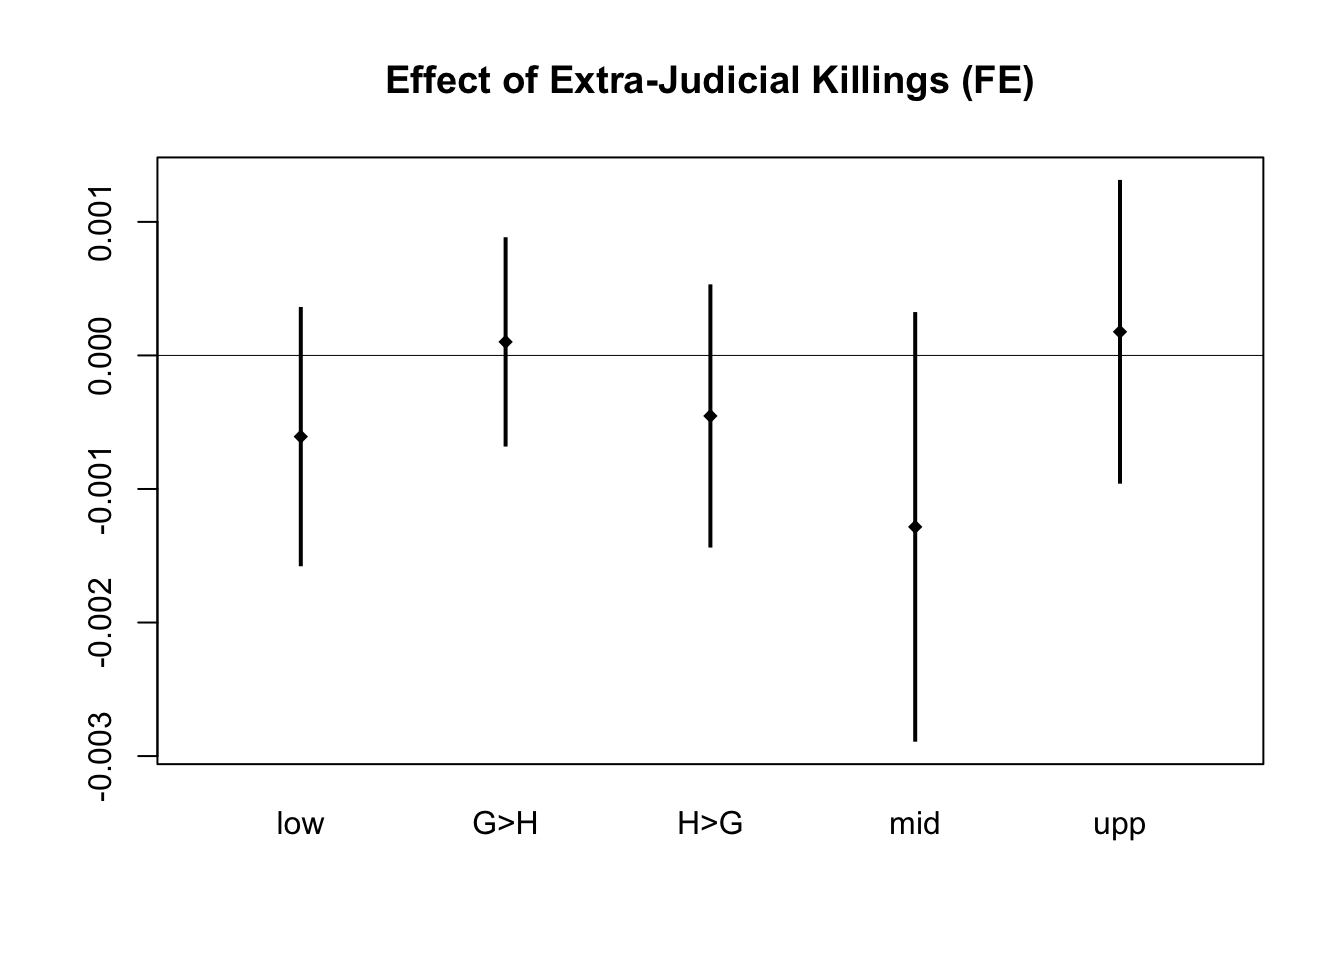 Effect of Extra-Judicial Killings (FE)
0.001
0.000
-0.001
-0.002
-0.003
low G>H H>G mid upp